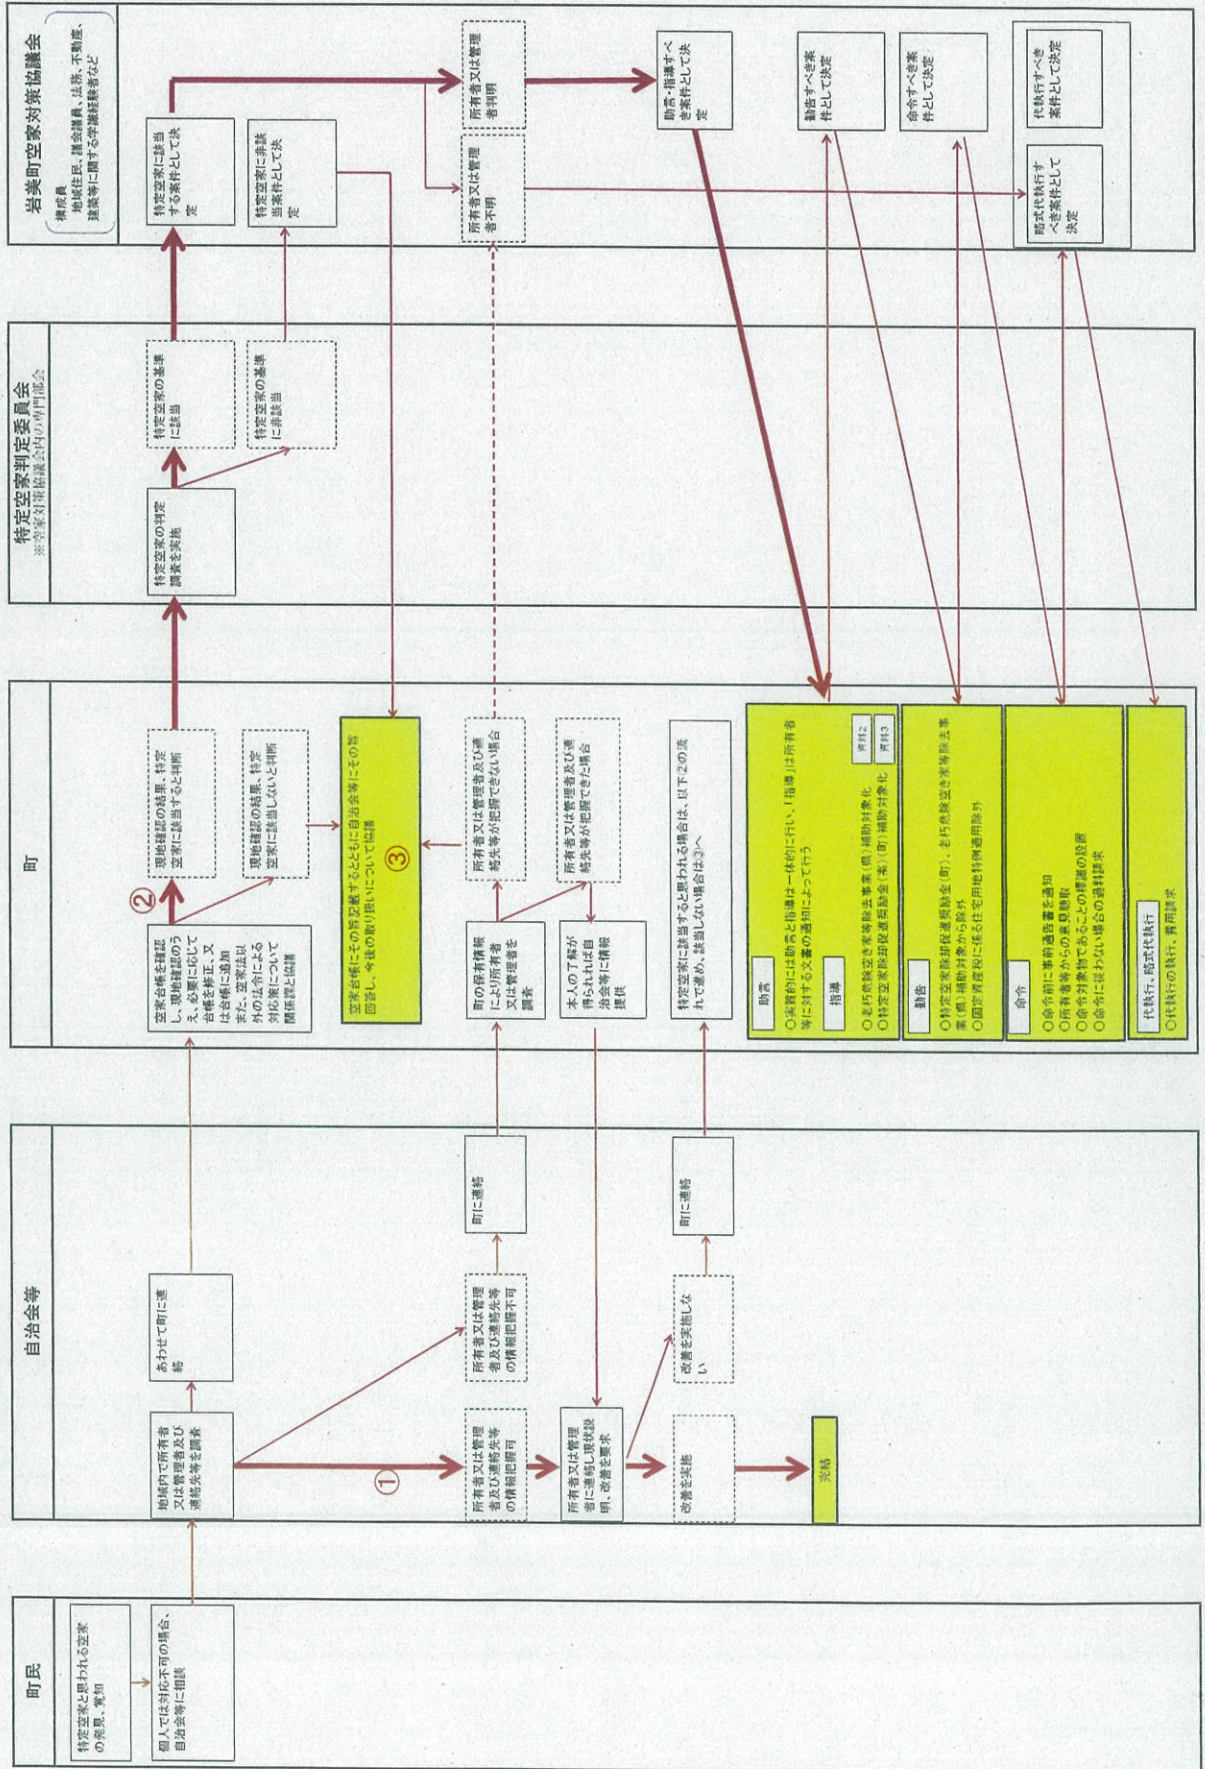 町民
特定空家と思われる空家
の発見、覚知
個人では対応不可の場合、
自治会等に相談
自治会等
地域内で所有者
又は管理者及び
連絡先等を調査
あわせて町に連
絡
①
所有者又は管理
者及び連絡先等
の情報把握可
所有者又は管理
者及び連絡先等
の情報把握不可
町に連絡
所有者又は管理
者に連絡し現状説
明、改善を要求
改善を実施
改善を実施しな
い
町に連絡
完結
町
空家台帳を確認
し、現地確認のう
え、必要に応じて
台帳を修正、又
は台帳に追加
また、空家法以
外の法令による
対応策について
関係課と協議
②
現地確認の結果、特定
空家に該当すると判断
現地確認の結果、特定
空家に該当しないと判断
空家台帳にその旨記載するとともに自治会等にその旨
回答し、今後の取り扱いについて協議
③
町の保有情報
により所有者
又は管理者を
調査
所有者又は管理者及び連
絡先等が把握できない場合
所有者又は管理者及び連
絡先等が把握できた場合
本人の了解が
得られれば自
治会等に情報
提供
特定空家に該当すると思われる場合は、以下②の流
れで進め、該当しない場合は③へ
助言
○実質的には助言と指導は一体的に行い、「指導」は所有者
等に対する文書の通知によって行う
指導
○老朽危険空き家等除去事業(県)補助対象化
○特定空家除却促進奨励金(案)(町)補助対象化
資料2
資料3
勧告
○特定空家除却促進奨励金(町)、老朽危険空き家等除去事
業(県)補助対象から除外
○固定資産税に係る住宅用地特例適用除外
命令
○命令前に事前通告書を通知
○所有者等からの意見聴取
○命令対象物であることの標識の設置
○命令に従わない場合の過料請求
代執行、略式代執行
○代執行の執行、費用請求
特定空家判定委員会
※空家対策協議会内の専門部会
特定空家の判定
調査を実施
特定空家の基準
に該当
特定空家の基準
に非該当
岩美町空家対策協議会
構成員
地域住民、議会議員、法務、不動産、
建築等に関する学識経験者など
特定空家に該当
する案件として決
定
特定空家に非該
当案件として決
定
所有者又は管理
者不明
所有者又は管理
者判明
助言・指導すべ
き案件として決
定
勧告すべき案
件として決定
命令すべき案
件として決定
略式代執行す
べき案件として
決定
代執行すべき
案件として決定